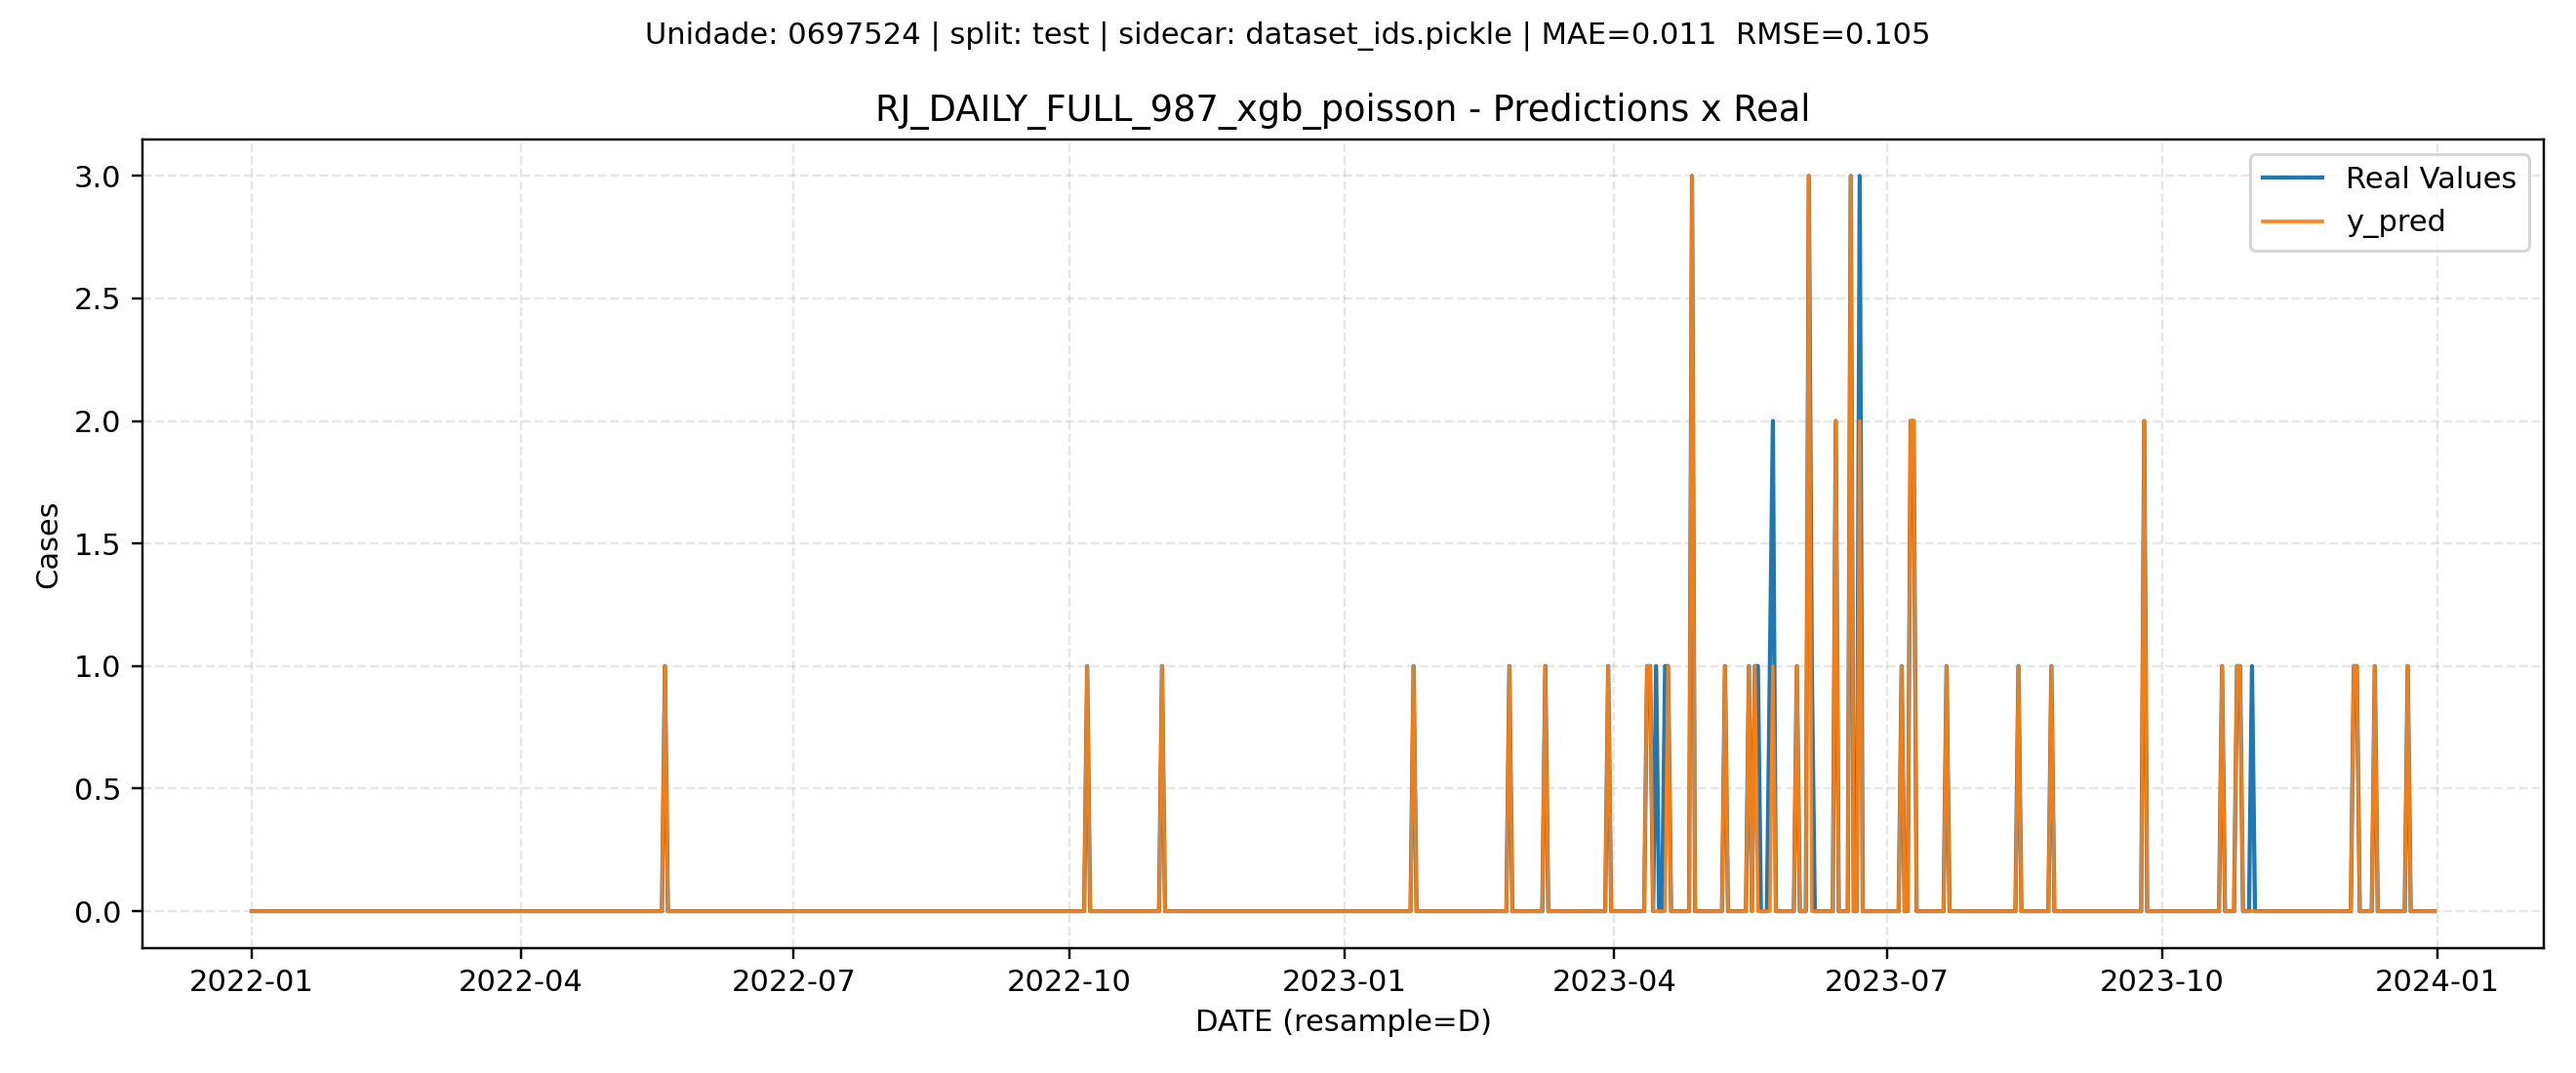 Unidade: 0697524 | split: test | sidecar: dataset_ids.pickle | MAE=0.011  RMSE=0.105
RJ_DAILY_FULL_987_xgb_poisson - Predictions x Real
Real Values
y_pred
3.0
2.5
2.0
1.5
1.0
0.5
0.0
Cases
2022-01
2022-04
2022-07
2022-10
2023-01
2023-04
2023-07
2023-10
2024-01
DATE (resample=D)